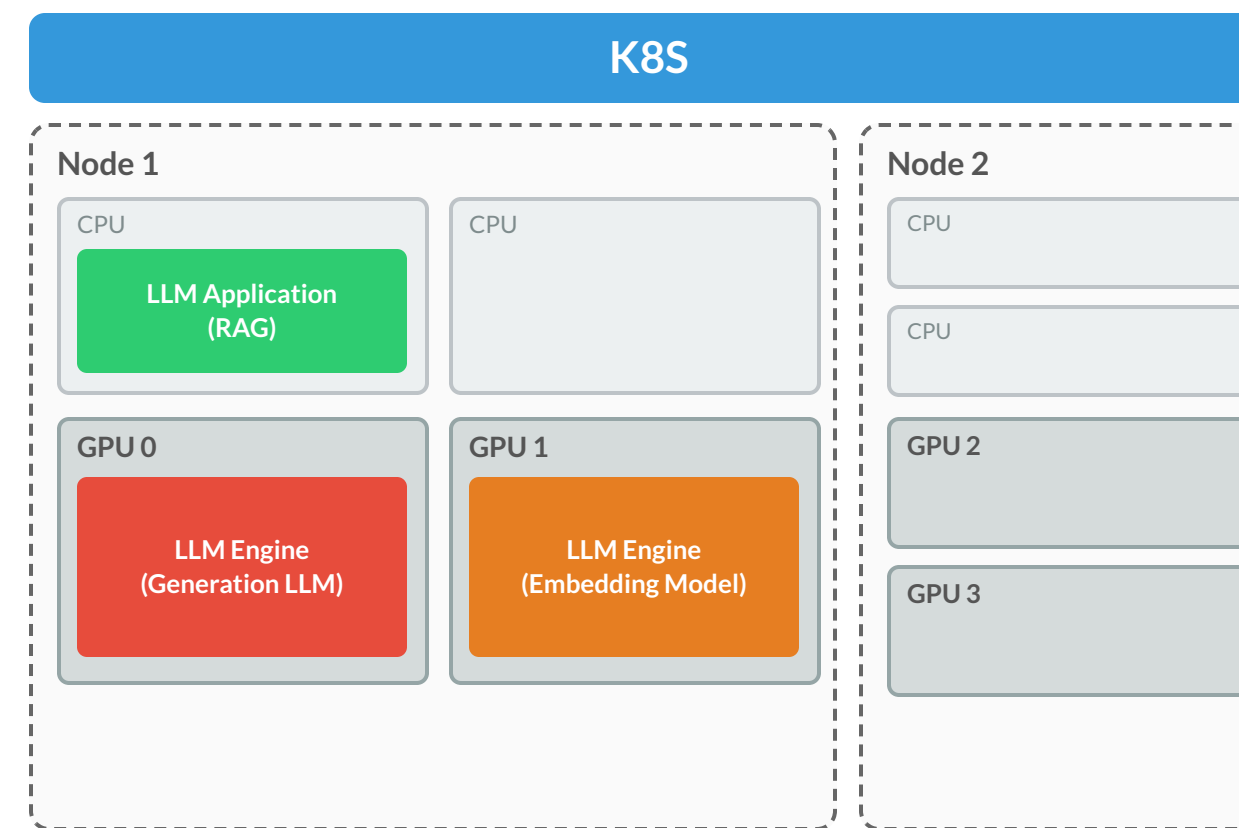 K8S
Node 1
CPU
LLM Application
(RAG)
CPU
GPU 0
LLM Engine
(Generation LLM)
GPU 1
LLM Engine
(Embedding Model)
Node 2
CPU
CPU
GPU 2
GPU 3